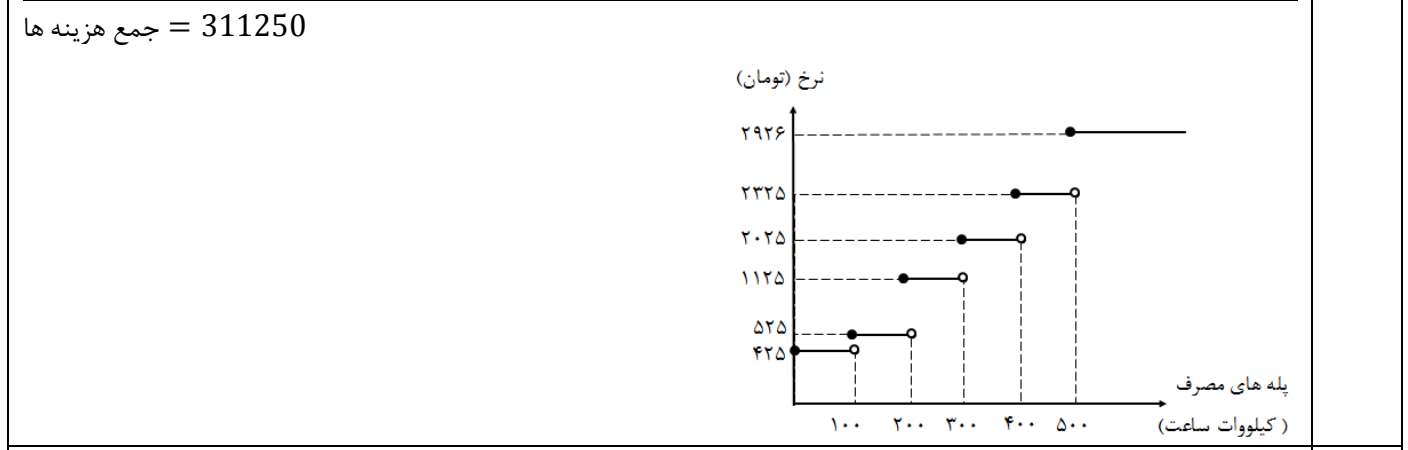 جمع هزینه ها = 311250
نرخ (تومان)
۲۹۲۶
۲۳۲۵
۲۰۲۵
۱۱۲۵
۵۲۵
۴۲۵
پله های مصرف
۱۰۰ ۲۰۰ ۳۰۰ ۴۰۰ ۵۰۰ (کیلووات ساعت)